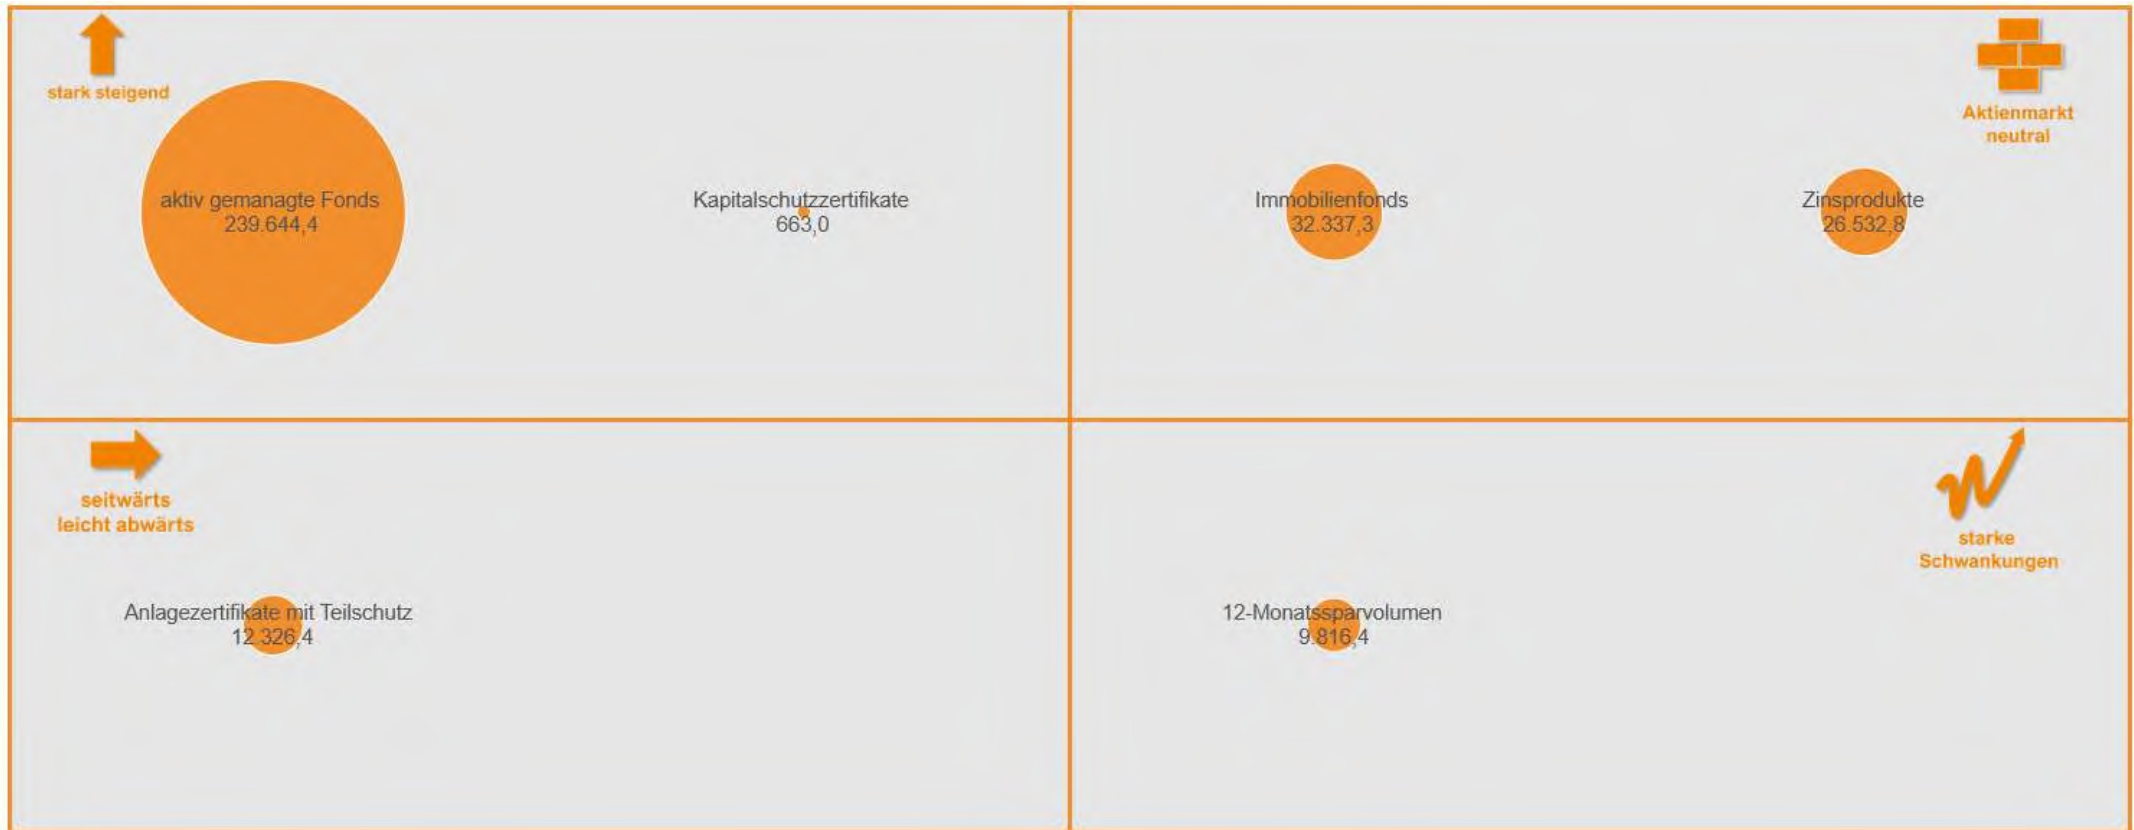 stark steigend
aktiv gemanagte Fonds
239.644,4
Kapitalschutzzertifikate
663,0
Aktienmarkt
neutral
Immobilienfonds
32.337,3
Zinsprodukte
26.532,8
seitwärts
leicht abwärts
Anlagezertifikate mit Teilschutz
12.326,4
starke
Schwankungen
12-Monatssparvolumen
9.816,4